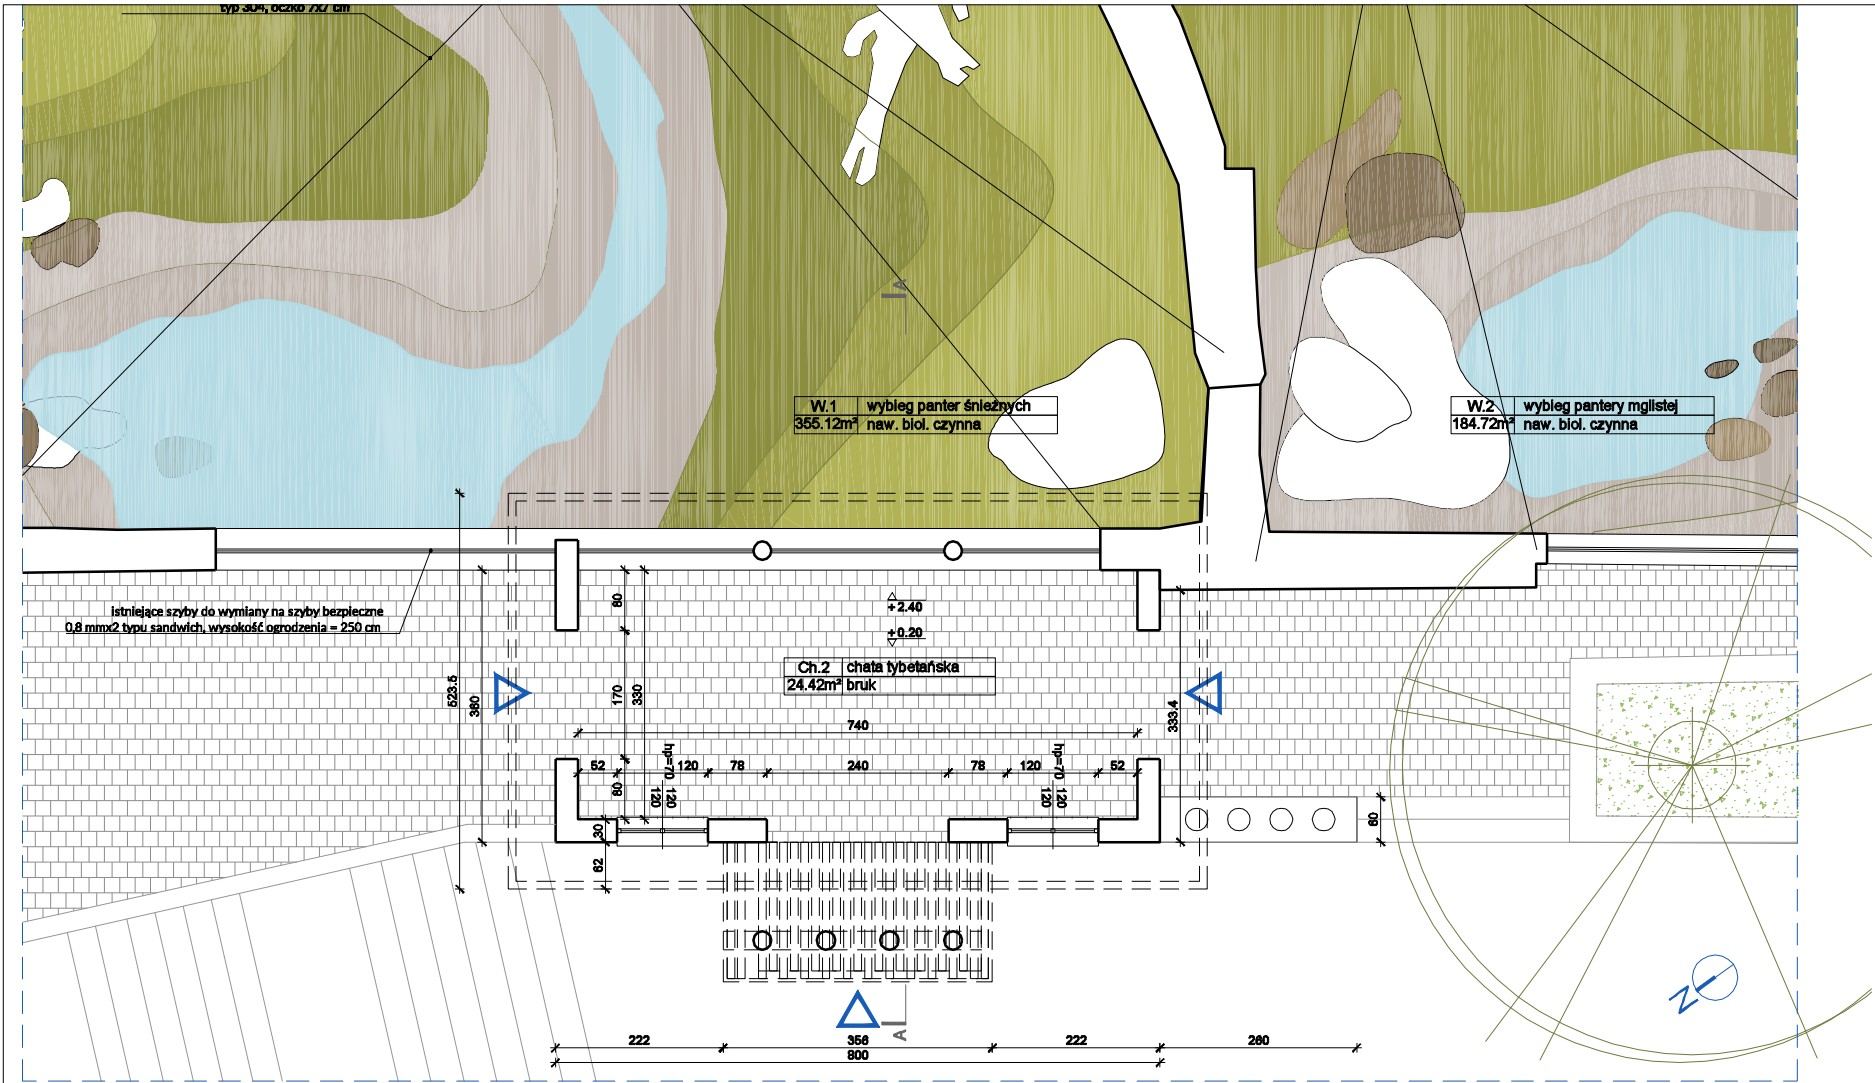 typ 304, oczko 7x7 cm
A
W.1 wybieg panter śnieżnych
355.12m² naw. biol. czynna
W.2 wybieg pantery mglistej
184.72m² naw. biol. czynna
istniejące szyby do wymiany na szyby bezpieczne
0,8 mmx2 typu sandwich, wysokość ogrodzenia = 250 cm
+2.40
+0.20
Ch.2 chata tybetańska
24.42m² bruk
523.5
360
80
170
330
333.4
740
52
120
78
240
78
120
52
hp=70
120
120
hp=70
120
120
80
30
62
60
N
A
222
356
222
260
800